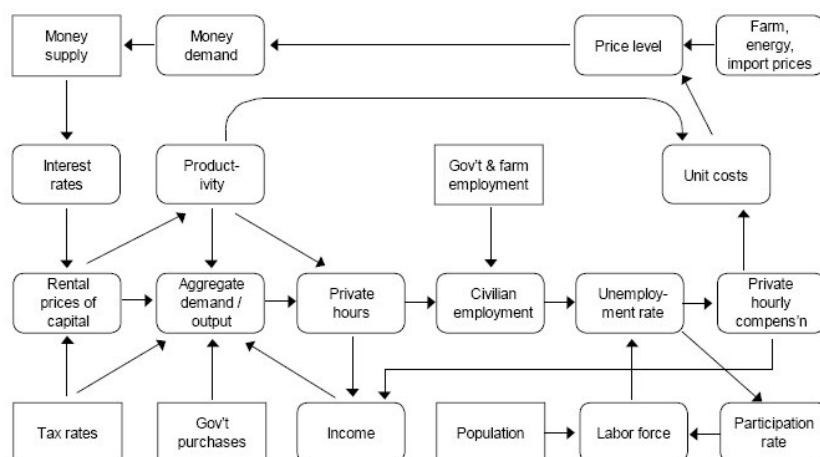 Money
supply
Money
demand
Price level
Farm,
energy,
import prices
Interest
rates
Product-
ivity
Gov't & farm
employment
Unit costs
Rental
prices of
capital
Aggregate
demand /
output
Private
hours
Civilian
employment
Unemploy-
ment rate
Private
hourly
compens'n
Tax rates
Gov't
purchases
Income
Population
Labor force
Participation
rate